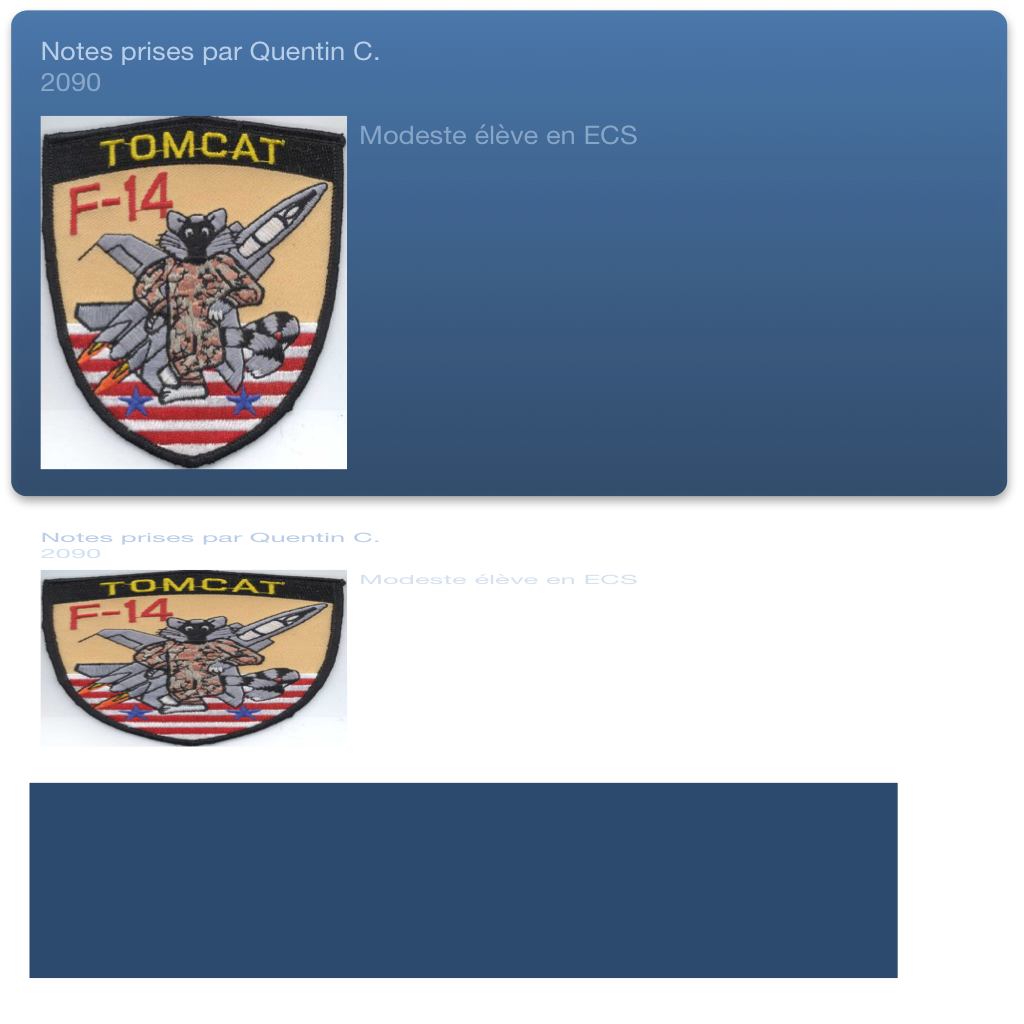 Notes prises par Quentin C.
2090
TOMCAT
F-14
Modeste élève en ECS
Notes prises par Quentin C.
2090
TOMCAT
F-14
Modeste élève en ECS